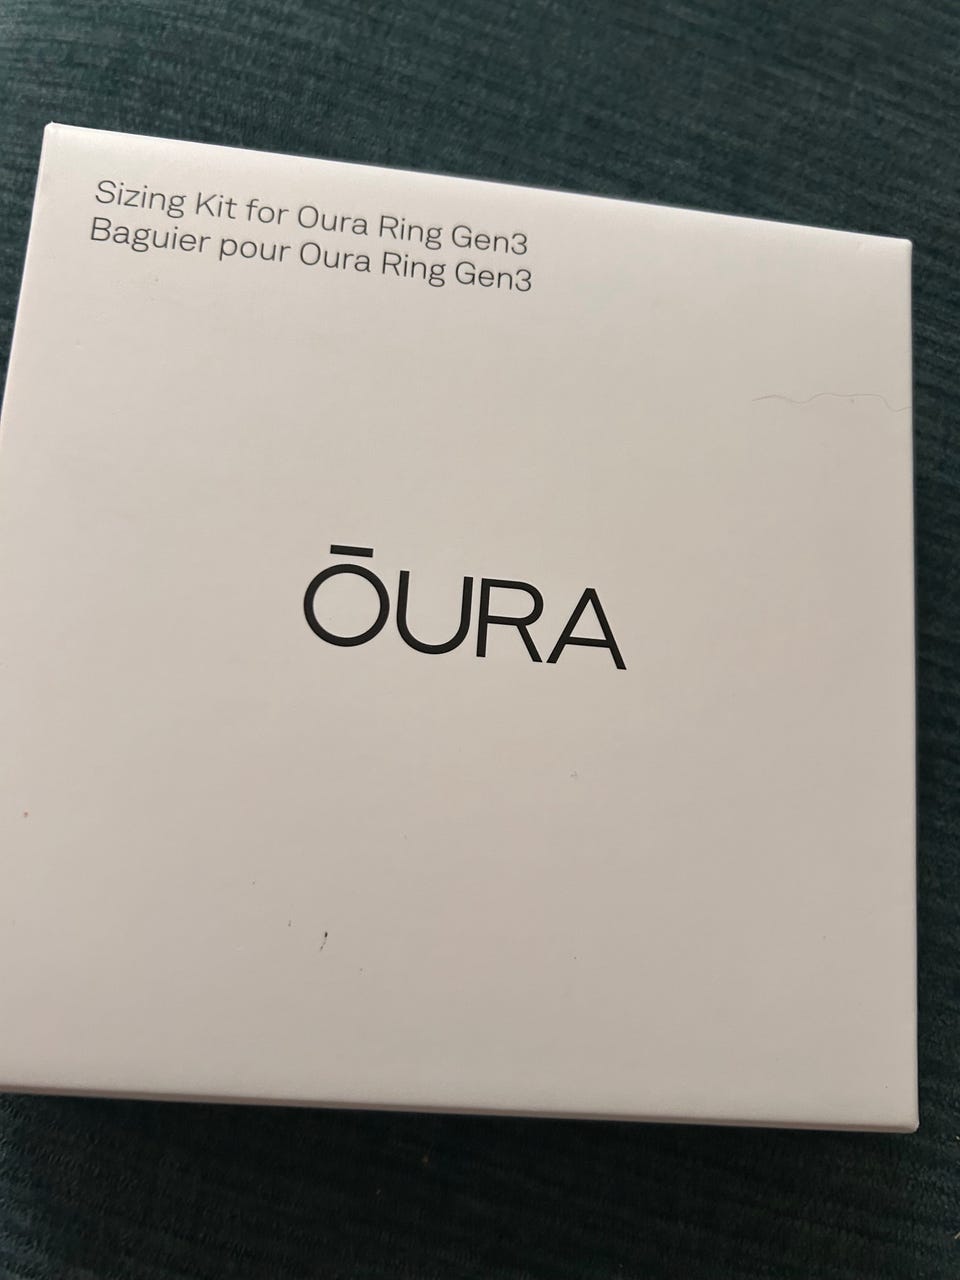 Sizing Kit for Oura Ring Gen3
Baguier pour Oura Ring Gen3
ŌURA